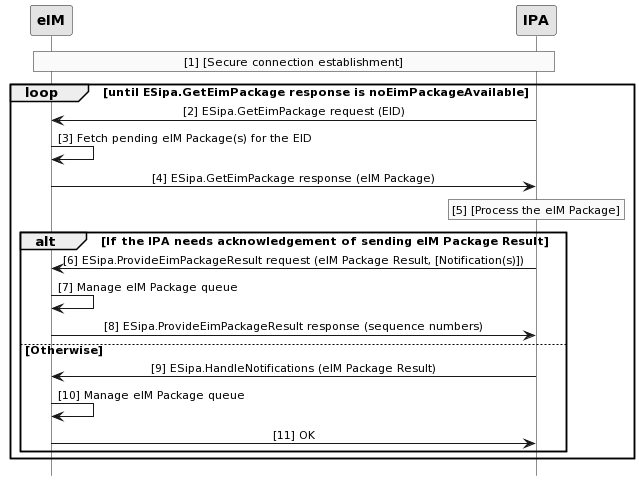 eIM
IPA
[1] [Secure connection establishment]
loop [until ESipa.GetEimPackage response is noEimPackageAvailable]
[2] ESipa.GetEimPackage request (EID)
[3] Fetch pending eIM Package(s) for the EID
[4] ESipa.GetEimPackage response (eIM Package)
[5] [Process the eIM Package]
alt [If the IPA needs acknowledgement of sending eIM Package Result]
[6] ESipa.ProvideEimPackageResult request (eIM Package Result, [Notification(s)])
[7] Manage eIM Package queue
[8] ESipa.ProvideEimPackageResult response (sequence numbers)
[Otherwise]
[9] ESipa.HandleNotifications (eIM Package Result)
[10] Manage eIM Package queue
[11] OK